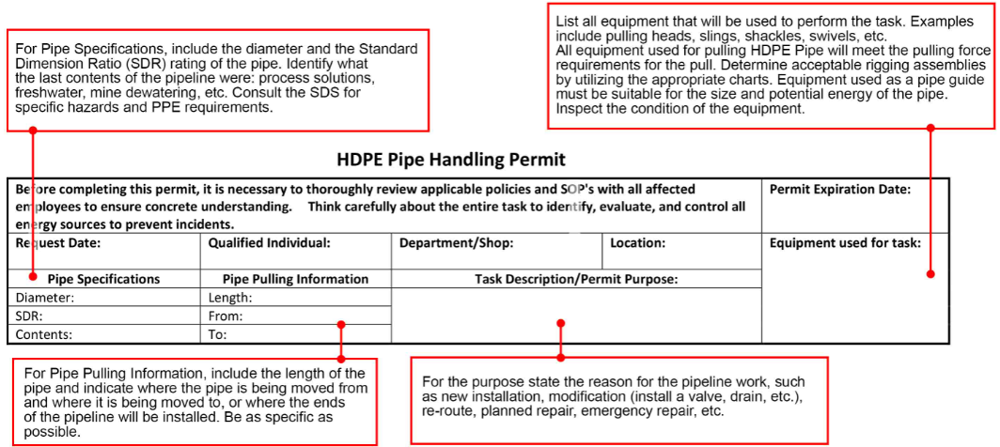 List all equipment that will be used to perform the task. Examples
include pulling heads, slings, shackles, swivels, etc.
All equipment used for pulling HDPE Pipe will meet the pulling force
requirements for the pull. Determine acceptable rigging assemblies
by utilizing the appropriate charts. Equipment used as a pipe guide
must be suitable for the size and potential energy of the pipe.
Inspect the condition of the equipment.
For Pipe Specifications, include the diameter and the Standard
Dimension Ratio (SDR) rating of the pipe. Identify what
the last contents of the pipeline were: process solutions,
freshwater, mine dewatering, etc. Consult the SDS for
specific hazards and PPE requirements.
HDPE Pipe Handling Permit
Before completing this permit, it is necessary to thoroughly review applicable policies and SOP's with all affected
employees to ensure concrete understanding. Think carefully about the entire task to identify, evaluate, and control all
energy sources to prevent incidents.
Permit Expiration Date:
Request Date:
Qualified Individual:
Department/Shop:
Location:
Equipment used for task:
Pipe Specifications
Pipe Pulling Information
Task Description/Permit Purpose:
Diameter:
Length:
SDR:
From:
Contents:
To:
For Pipe Pulling Information, include the length of the
pipe and indicate where the pipe is being moved from
and where it is being moved to, or where the ends
of the pipeline will be installed. Be as specific as
possible.
For the purpose state the reason for the pipeline work, such
as new installation, modification (install a valve, drain, etc.),
re-route, planned repair, emergency repair, etc.